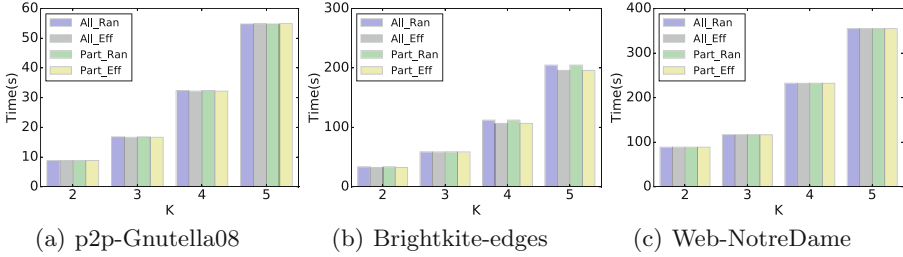 Time(s)
60
50
40
30
20
10
0
All_Ran
All_Eff
Part_Ran
Part_Eff
2 3 4 5
K
(a) p2p-Gnutella08
Time(s)
300
200
100
0
All_Ran
All_Eff
Part_Ran
Part_Eff
2 3 4 5
K
(b) Brightkite-edges
Time(s)
400
300
200
100
0
All_Ran
All_Eff
Part_Ran
Part_Eff
2 3 4 5
K
(c) Web-NotreDame